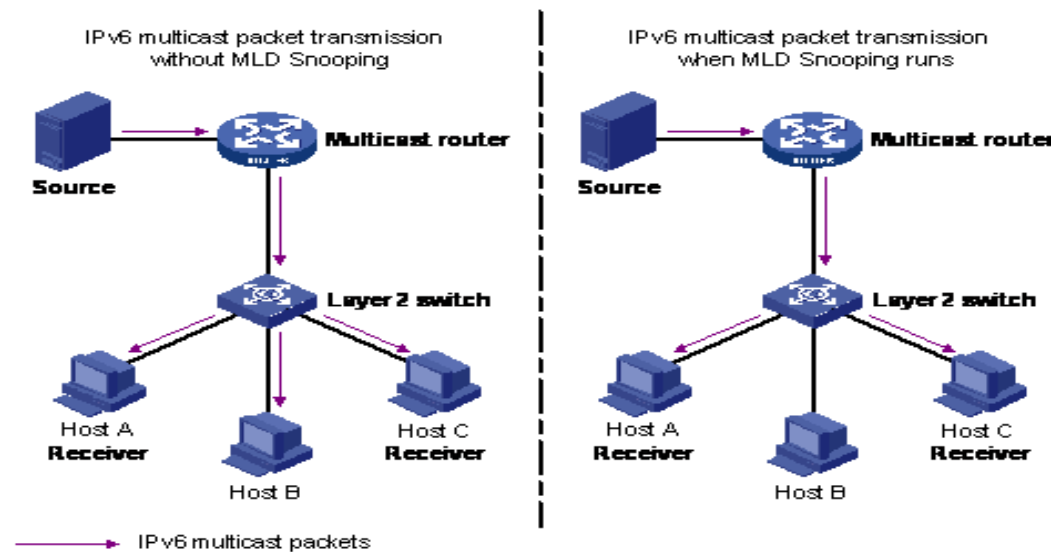 IPv6 multicast packet transmission
without MLD Snooping
Source
Multicast router
ROUTER
Layer 2 switch
Host A
Receiver
Host B
Host C
Receiver
IPv6 multicast packet transmission
when MLD Snooping runs
Source
Multicast router
ROUTER
Layer 2 switch
Host A
Receiver
Host B
Host C
Receiver
IPv6 multicast packets